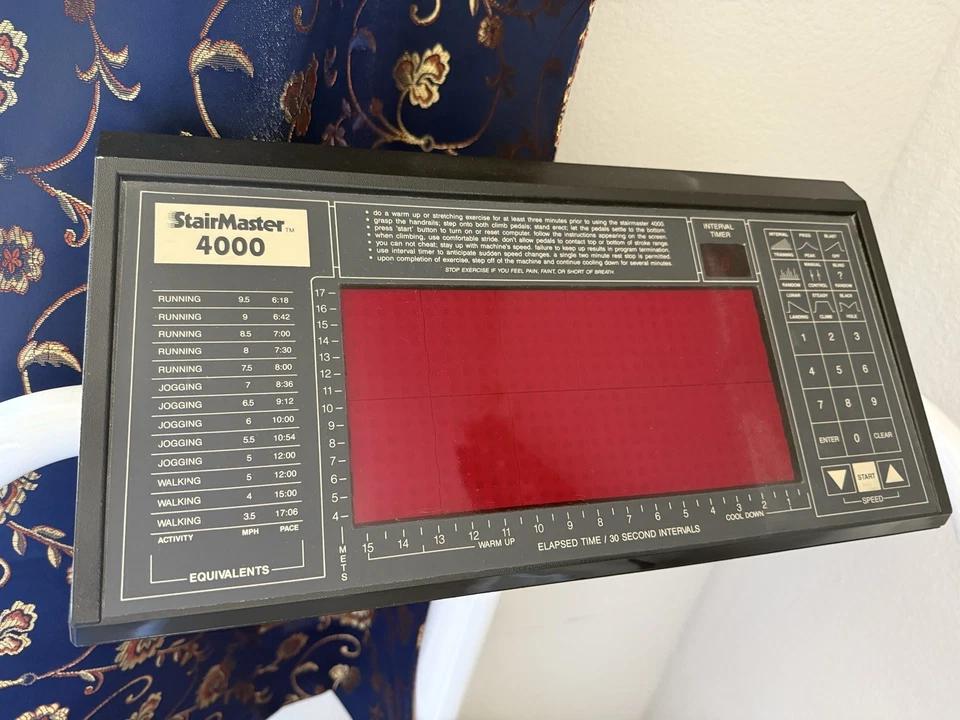 StairMaster™
4000
• do a warm up or stretching exercise for at least three minutes prior to using the stairmaster 4000.
• grasp the handrails; step onto both climb pedals; stand erect; let the pedals settle to the bottom.
• press 'start' button to turn on or reset computer. follow the instructions appearing on the screen.
• when climbing, use comfortable stride. don't allow pedals to contact top or bottom of stroke range.
• you can not cheat; stay up with machine's speed. failure to keep up results in program termination.
• use interval timer to anticipate sudden speed changes. a single two minute rest stop is permitted.
• upon completion of exercise, step off of the machine and continue cooling down for several minutes.
STOP EXERCISE IF YOU FEEL PAIN, FAINT, OR SHORT OF BREATH
INTERVAL
TIMER
RUNNING 9.5 6:18
RUNNING 9 6:42
RUNNING 8.5 7:00
RUNNING 8 7:30
RUNNING 7.5 8:00
JOGGING 7 8:36
JOGGING 6.5 9:12
JOGGING 6 10:00
JOGGING 5.5 10:54
JOGGING 5 12:00
WALKING 5 12:00
WALKING 4 15:00
WALKING 3.5 17:06
ACTIVITY MPH PACE
EQUIVALENTS
17
16
15
14
13
12
11
10
9
8
7
6
5
4
METS
15 14 13 12 11 10 9 8 7 6 5 4 3 2 1
WARM UP
COOL DOWN
ELAPSED TIME / 30 SECOND INTERVALS
INTERVAL PIKES BLAST
TRAINING PEAK OFF
?
RANDOM CONTROL RANDOM
LUNAR STEADY BLACK
LANDING CLIMB HOLE
1 2 3
4 5 6
7 8 9
ENTER 0 CLEAR
START
SPEED